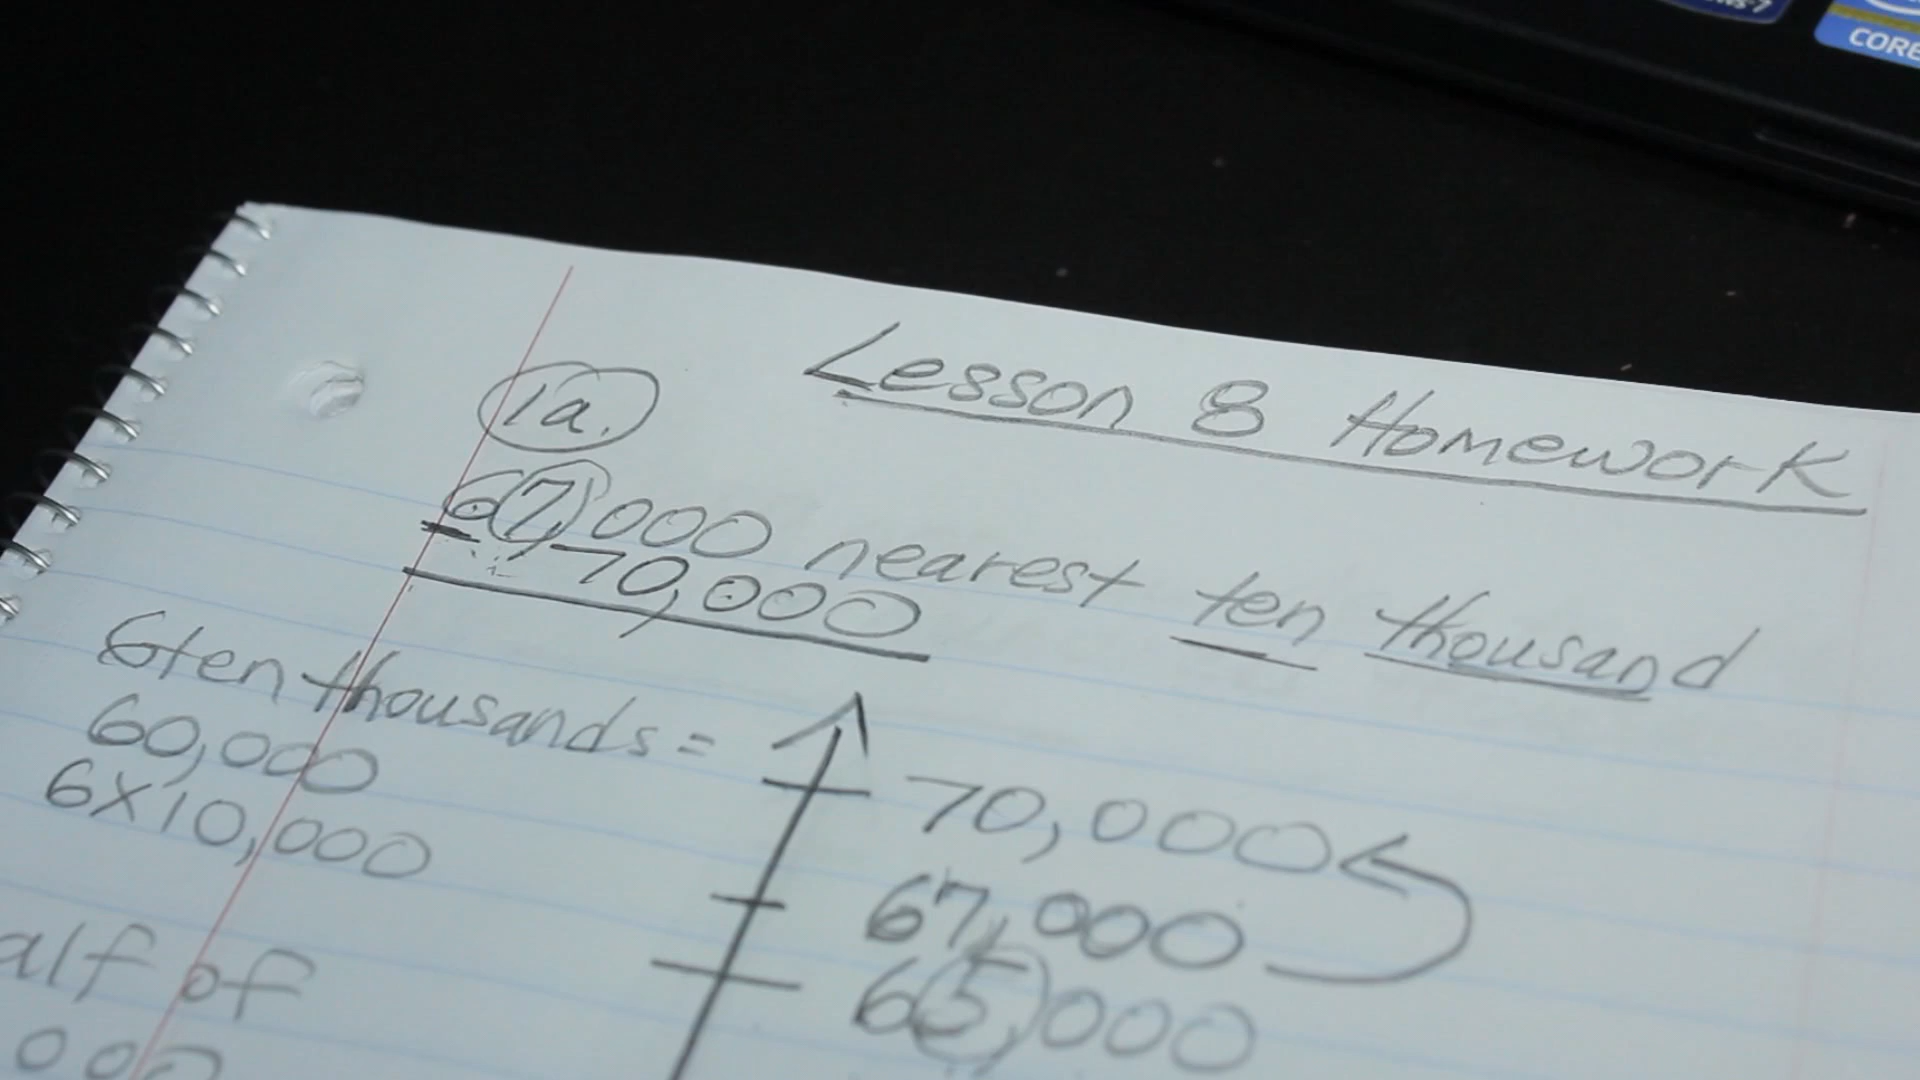 Lesson 8 Homework
1a.
67,000 nearest ten thousand
70,000
6 ten thousands =
60,000
6X10,000
70,000
67,000
65,000
alf of
000
CORE